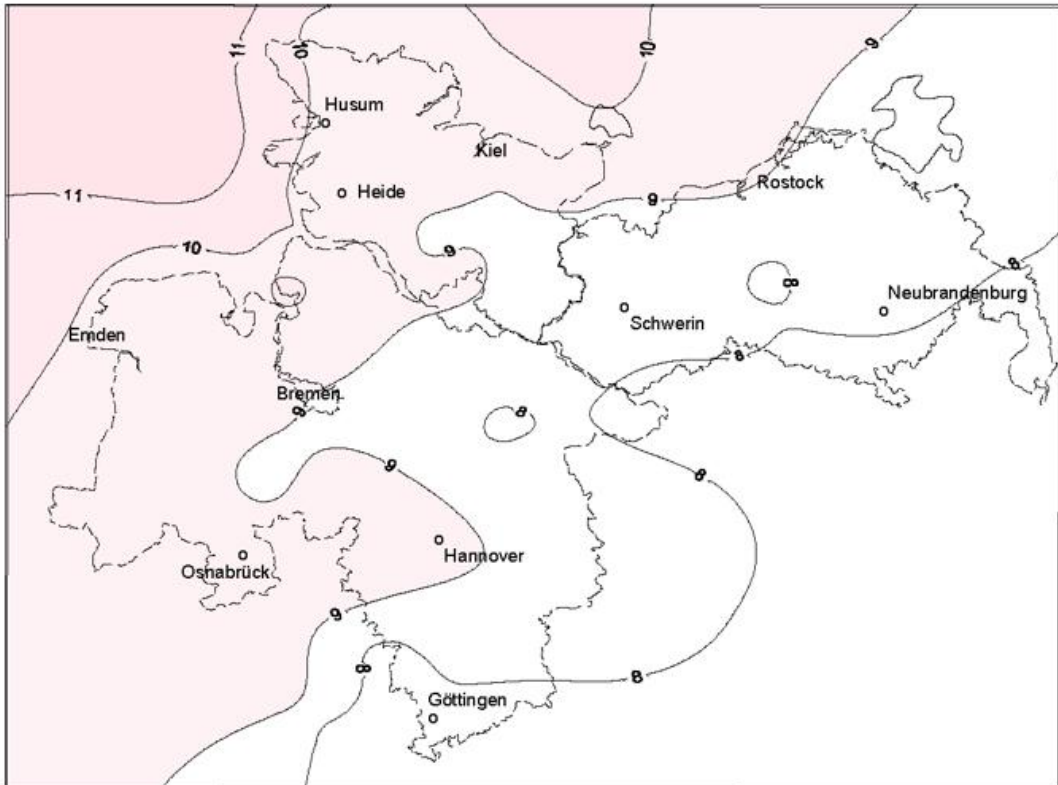 11
10
10
9
Husum
Kiel
11
Heide
9
Rostock
10
9
8
8
Neubrandenburg
Schwerin
Emden
8
Bremen
9
8
9
8
Hannover
Osnabrück
9
8
8
Göttingen